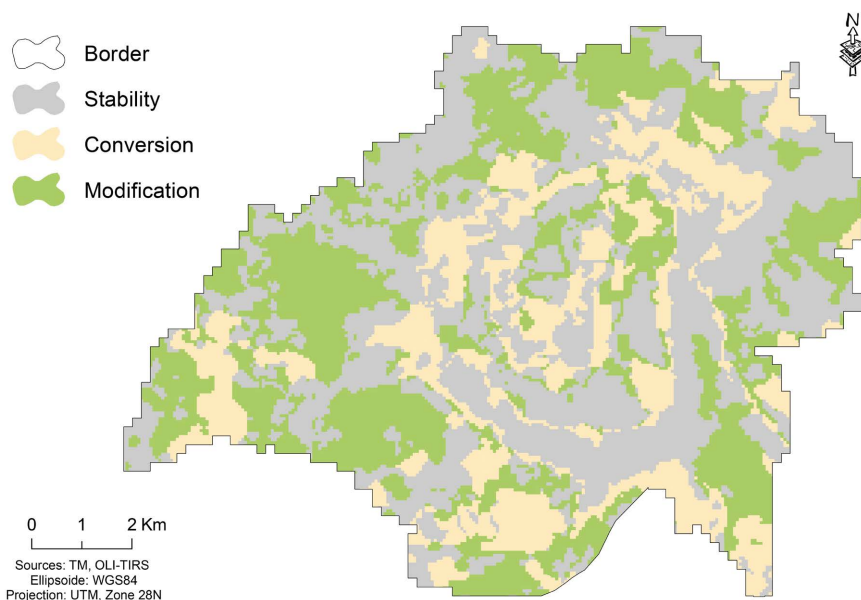 N
Border
Stability
Conversion
Modification
0 1 2 Km
Sources: TM, OLI-TIRS
Ellipsoide: WGS84
Projection: UTM, Zone 28N